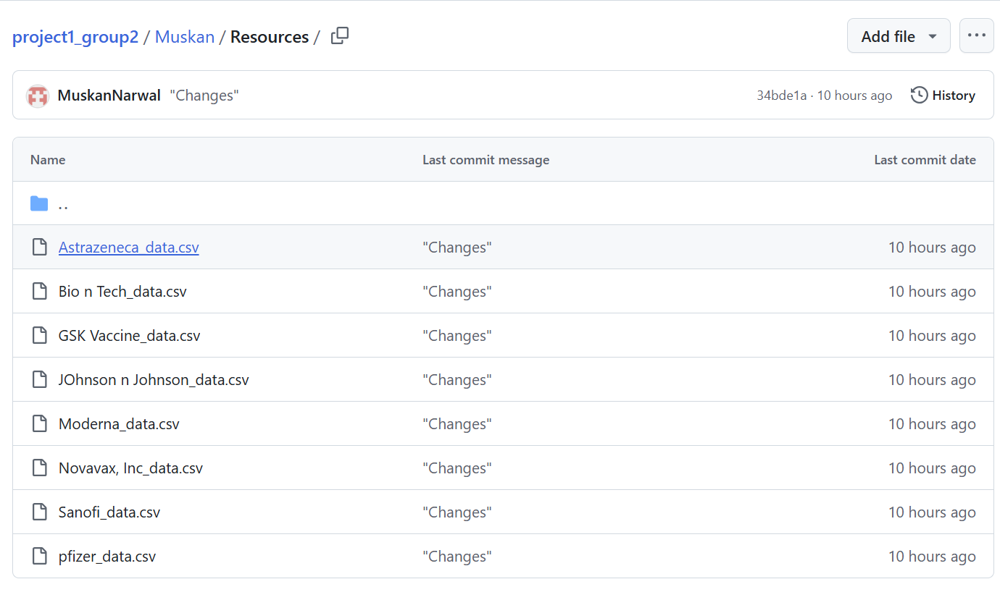 project1_group2 / Muskan / Resources / Add file
MuskanNarwal "Changes" 34bde1a · 10 hours ago History
Name Last commit message Last commit date
..
Astrazeneca_data.csv "Changes" 10 hours ago
Bio n Tech_data.csv "Changes" 10 hours ago
GSK Vaccine_data.csv "Changes" 10 hours ago
JOhnson n Johnson_data.csv "Changes" 10 hours ago
Moderna_data.csv "Changes" 10 hours ago
Novavax, Inc_data.csv "Changes" 10 hours ago
Sanofi_data.csv "Changes" 10 hours ago
pfizer_data.csv "Changes" 10 hours ago